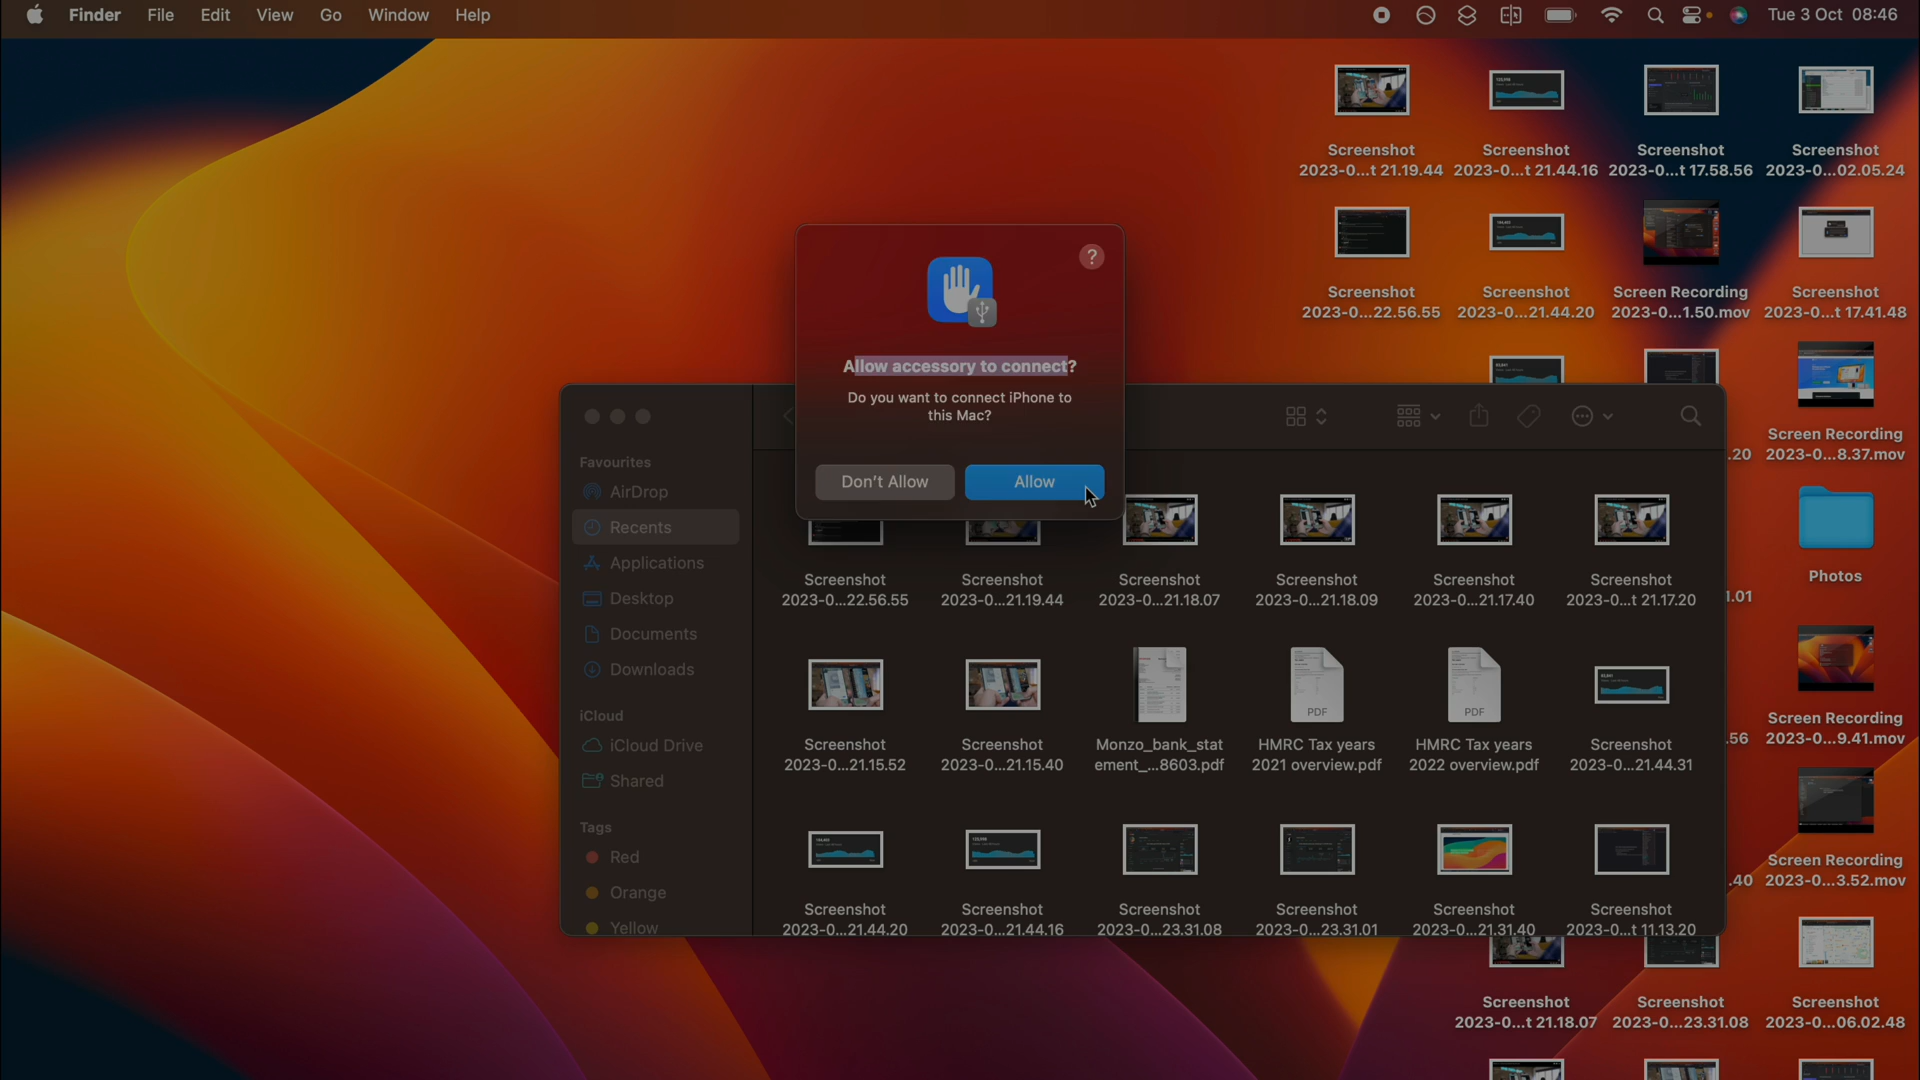 Finder File Edit View Go Window Help Tue 3 Oct 08:46
Screenshot
2023-0...t 21.19.44
Screenshot
2023-0...t 21.44.16
Screenshot
2023-0...t 17.58.56
Screenshot
2023-0...02.05.24
Screenshot
2023-0...22.56.55
Screenshot
2023-0...21.44.20
Screen Recording
2023-0...1.50.mov
Screenshot
2023-0...t 17.41.48
?
Allow accessory to connect?
Do you want to connect iPhone to
this Mac?
Don't Allow
Allow
.20
Screen Recording
2023-0...8.37.mov
Photos
1.01
.56
Screen Recording
2023-0...9.41.mov
.40
Screen Recording
2023-0...3.52.mov
Favourites
AirDrop
Recents
Applications
Desktop
Documents
Downloads
iCloud
iCloud Drive
Shared
Tags
Red
Orange
Yellow
Screenshot
2023-0...22.56.55
Screenshot
2023-0...21.19.44
Screenshot
2023-0...21.18.07
Screenshot
2023-0...21.18.09
Screenshot
2023-0...21.17.40
Screenshot
2023-0...t 21.17.20
Screenshot
2023-0...21.15.52
Screenshot
2023-0...21.15.40
Monzo_bank_stat
ement_...8603.pdf
PDF
HMRC Tax years
2021 overview.pdf
PDF
HMRC Tax years
2022 overview.pdf
Screenshot
2023-0...21.44.31
Screenshot
2023-0...21.44.20
Screenshot
2023-0...21.44.16
Screenshot
2023-0...23.31.08
Screenshot
2023-0...23.31.01
Screenshot
2023-0...21.31.40
Screenshot
2023-0...t 11.13.20
Screenshot
2023-0...t 21.18.07
Screenshot
2023-0...23.31.08
Screenshot
2023-0...06.02.48